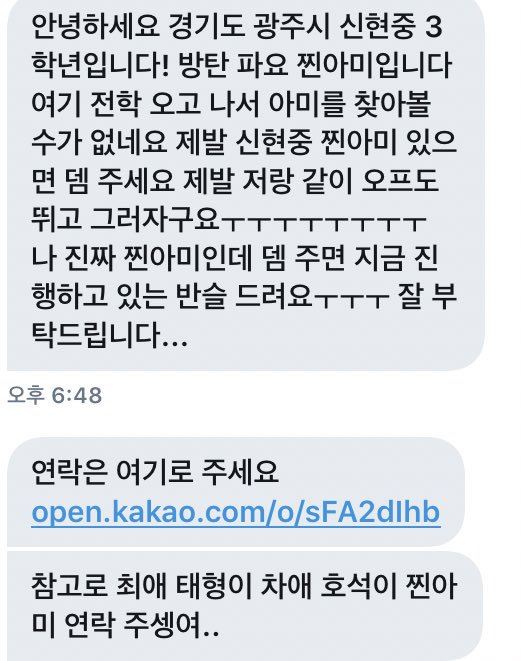 안녕하세요 경기도 광주시 신현중 3
학년입니다! 방탄 파요 찐아미입니다
여기 전학 오고 나서 아미를 찾아볼
수가 없네요 제발 신현중 찐아미 있으
면 뎀 주세요 제발 저랑 같이 오프도
뛰고 그러자구요ㅜㅜㅜㅜㅜㅜㅜㅜ
나 진짜 찐아미인데 뎀 주면 지금 진
행하고 있는 반슬 드려요ㅜㅜㅜ 잘 부
탁드립니다...
오후 6:48
연락은 여기로 주세요
open.kakao.com/o/sFA2dIhb
참고로 최애 태형이 차애 호석이 찐아
미 연락 주셍여..